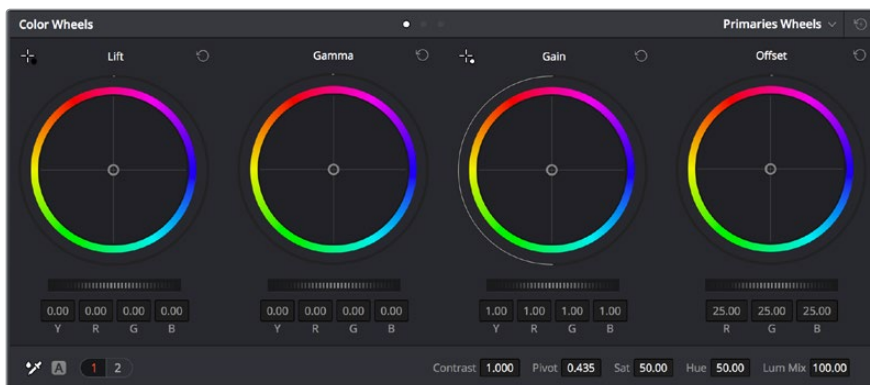 Color Wheels Primaries Wheels
Lift Gamma Gain Offset
0.00 0.00 0.00 0.00 0.00 0.00 0.00 0.00 1.00 1.00 1.00 1.00 25.00 25.00 25.00
Y R G B Y R G B Y R G B R G B
A 1 2 Contrast 1.000 Pivot 0.435 Sat 50.00 Hue 50.00 Lum Mix 100.00